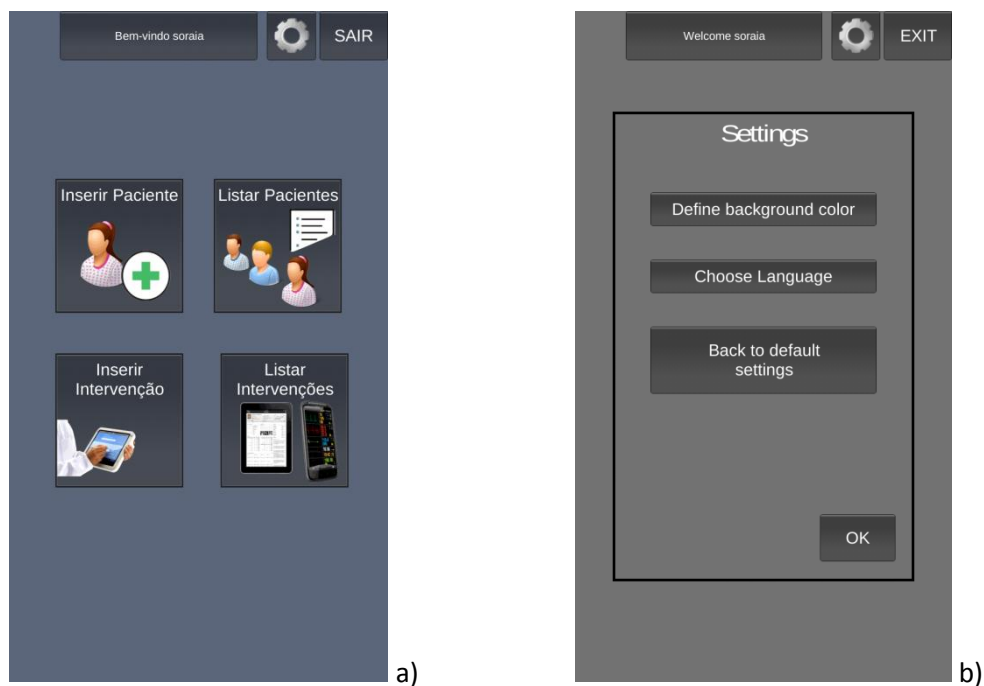 Bem-vindo soraia
SAIR
Inserir Paciente
Listar Pacientes
Inserir
Intervenção
Listar
Intervenções
a)
Welcome soraia
EXIT
Settings
Define background color
Choose Language
Back to default
settings
OK
b)